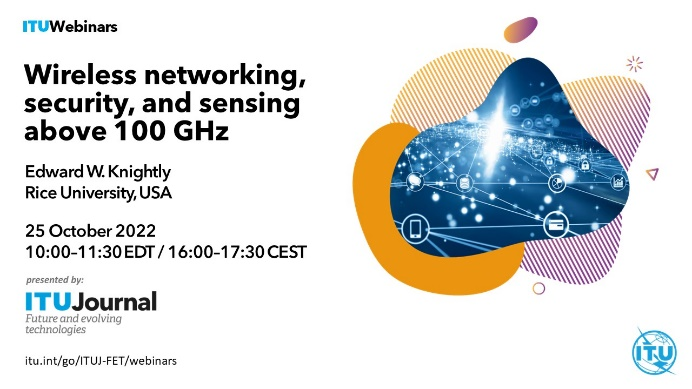 ITUWebinars
Wireless networking,
security, and sensing
above 100 GHz
Edward W. Knightly
Rice University, USA
25 October 2022
10:00–11:30 EDT / 16:00–17:30 CEST
presented by:
ITUJournal
Future and evolving
technologies
itu.int/go/ITUJ-FET/webinars
ITU